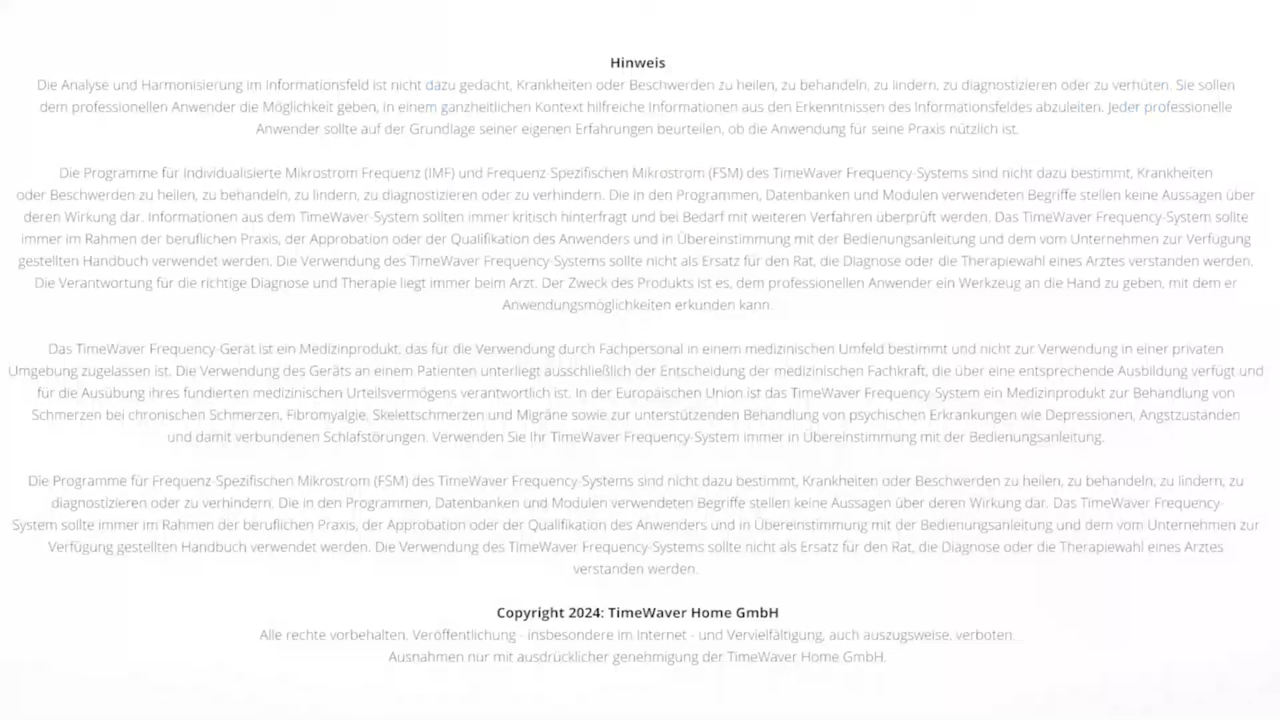 Hinweis
Die Analyse und Harmonisierung im Informationsfeld ist nicht dazu gedacht, Krankheiten oder Beschwerden zu heilen, zu behandeln, zu lindern, zu diagnostizieren oder zu verhüten. Sie sollen
dem professionellen Anwender die Möglichkeit geben, in einem ganzheitlichen Kontext hilfreiche Informationen aus den Erkenntnissen des Informationsfeldes abzuleiten. Jeder professionelle
Anwender sollte auf der Grundlage seiner eigenen Erfahrungen beurteilen, ob die Anwendung für seine Praxis nützlich ist.
Die Programme für Individualisierte Mikrostrom Frequenz (IMF) und Frequenz-Spezifischen Mikrostrom (FSM) des TimeWaver Frequency-Systems sind nicht dazu bestimmt, Krankheiten
oder Beschwerden zu heilen, zu behandeln, zu lindern, zu diagnostizieren oder zu verhindern. Die in den Programmen, Datenbanken und Modulen verwendeten Begriffe stellen keine Aussagen über
deren Wirkung dar. Informationen aus dem TimeWaver-System sollten immer kritisch hinterfragt und bei Bedarf mit weiteren Verfahren überprüft werden. Das TimeWaver Frequency-System sollte
immer im Rahmen der beruflichen Praxis, der Approbation oder der Qualifikation des Anwenders und in Übereinstimmung mit der Bedienungsanleitung und dem vom Unternehmen zur Verfügung
gestellten Handbuch verwendet werden. Die Verwendung des TimeWaver Frequency-Systems sollte nicht als Ersatz für den Rat, die Diagnose oder die Therapiewahl eines Arztes verstanden werden.
Die Verantwortung für die richtige Diagnose und Therapie liegt immer beim Arzt. Der Zweck des Produkts ist es, dem professionellen Anwender ein Werkzeug an die Hand zu geben, mit dem er
Anwendungsmöglichkeiten erkunden kann.
Das TimeWaver Frequency-Gerät ist ein Medizinprodukt, das für die Verwendung durch Fachpersonal in einem medizinischen Umfeld bestimmt und nicht zur Verwendung in einer privaten
Umgebung zugelassen ist. Die Verwendung des Geräts an einem Patienten unterliegt ausschließlich der Entscheidung der medizinischen Fachkraft, die über eine entsprechende Ausbildung verfügt und
für die Ausübung ihres fundierten medizinischen Urteilsvermögens verantwortlich ist. In der Europäischen Union ist das TimeWaver Frequency-System ein Medizinprodukt zur Behandlung von
Schmerzen bei chronischen Schmerzen, Fibromyalgie, Skelettschmerzen und Migräne sowie zur unterstützenden Behandlung von psychischen Erkrankungen wie Depressionen, Angstzuständen
und damit verbundenen Schlafstörungen. Verwenden Sie Ihr TimeWaver Frequency-System immer in Übereinstimmung mit der Bedienungsanleitung.
Die Programme für Frequenz-Spezifischen Mikrostrom (FSM) des TimeWaver Frequency-Systems sind nicht dazu bestimmt, Krankheiten oder Beschwerden zu heilen, zu behandeln, zu lindern, zu
diagnostizieren oder zu verhindern. Die in den Programmen, Datenbanken und Modulen verwendeten Begriffe stellen keine Aussagen über deren Wirkung dar. Das TimeWaver Frequency-
System sollte immer im Rahmen der beruflichen Praxis, der Approbation oder der Qualifikation des Anwenders und in Übereinstimmung mit der Bedienungsanleitung und dem vom Unternehmen zur
Verfügung gestellten Handbuch verwendet werden. Die Verwendung des TimeWaver Frequency-Systems sollte nicht als Ersatz für den Rat, die Diagnose oder die Therapiewahl eines Arztes
verstanden werden.
Copyright 2024: TimeWaver Home GmbH
Alle rechte vorbehalten. Veröffentlichung - insbesondere im Internet - und Vervielfältigung, auch auszugsweise, verboten.
Ausnahmen nur mit ausdrücklicher genehmigung der TimeWaver Home GmbH.